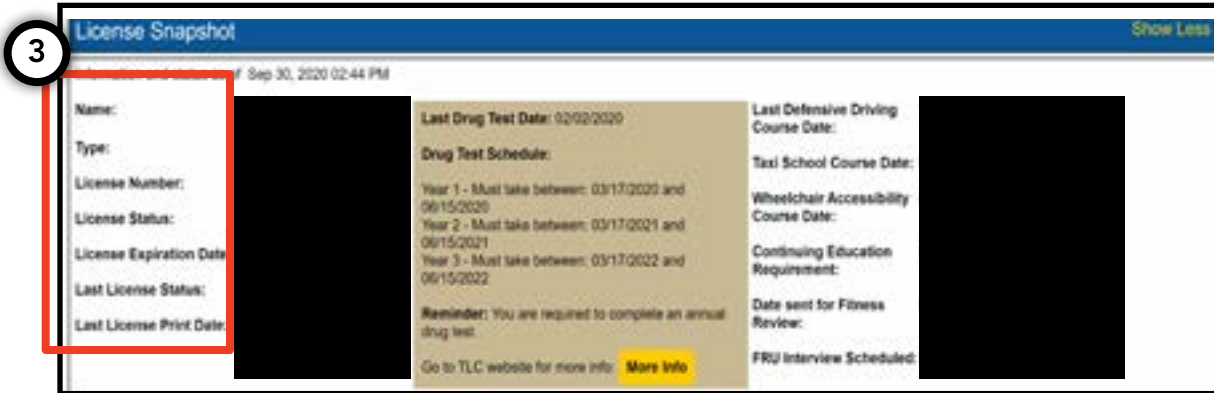 3
License Snapshot
Show Less
Sep 30, 2020 02:44 PM
Name:
Type:
License Number:
License Status:
License Expiration Date
Last License Status:
Last License Print Date:
Last Drug Test Date: 02/02/2020
Drug Test Schedule:
Year 1 - Must take between: 03/17/2020 and
06/15/2020
Year 2 - Must take between: 03/17/2021 and
06/15/2021
Year 3 - Must take between: 03/17/2022 and
06/15/2022
Reminder: You are required to complete an annual
drug test.
Go to TLC website for more info: More Info
Last Defensive Driving
Course Date:
Taxi School Course Date:
Wheelchair Accessibility
Course Date:
Continuing Education
Requirement:
Date sent for Fitness
Review:
FRU Interview Scheduled: